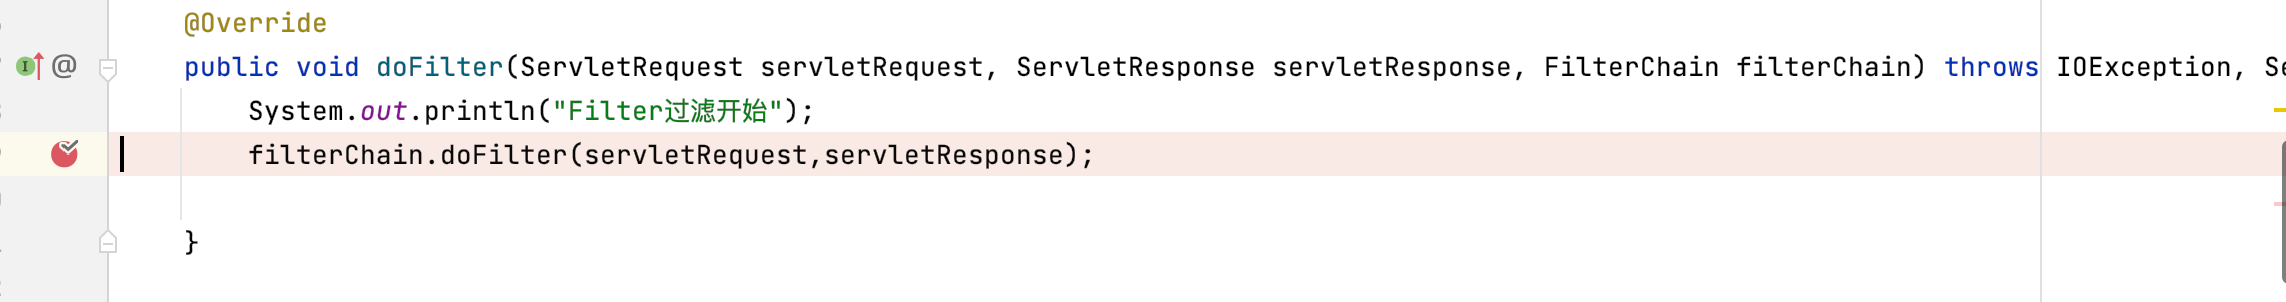 @Override
public void doFilter(ServletRequest servletRequest, ServletResponse servletResponse, FilterChain filterChain) throws IOException, Se
System.out.println("Filter过滤开始");
filterChain.doFilter(servletRequest,servletResponse);
}